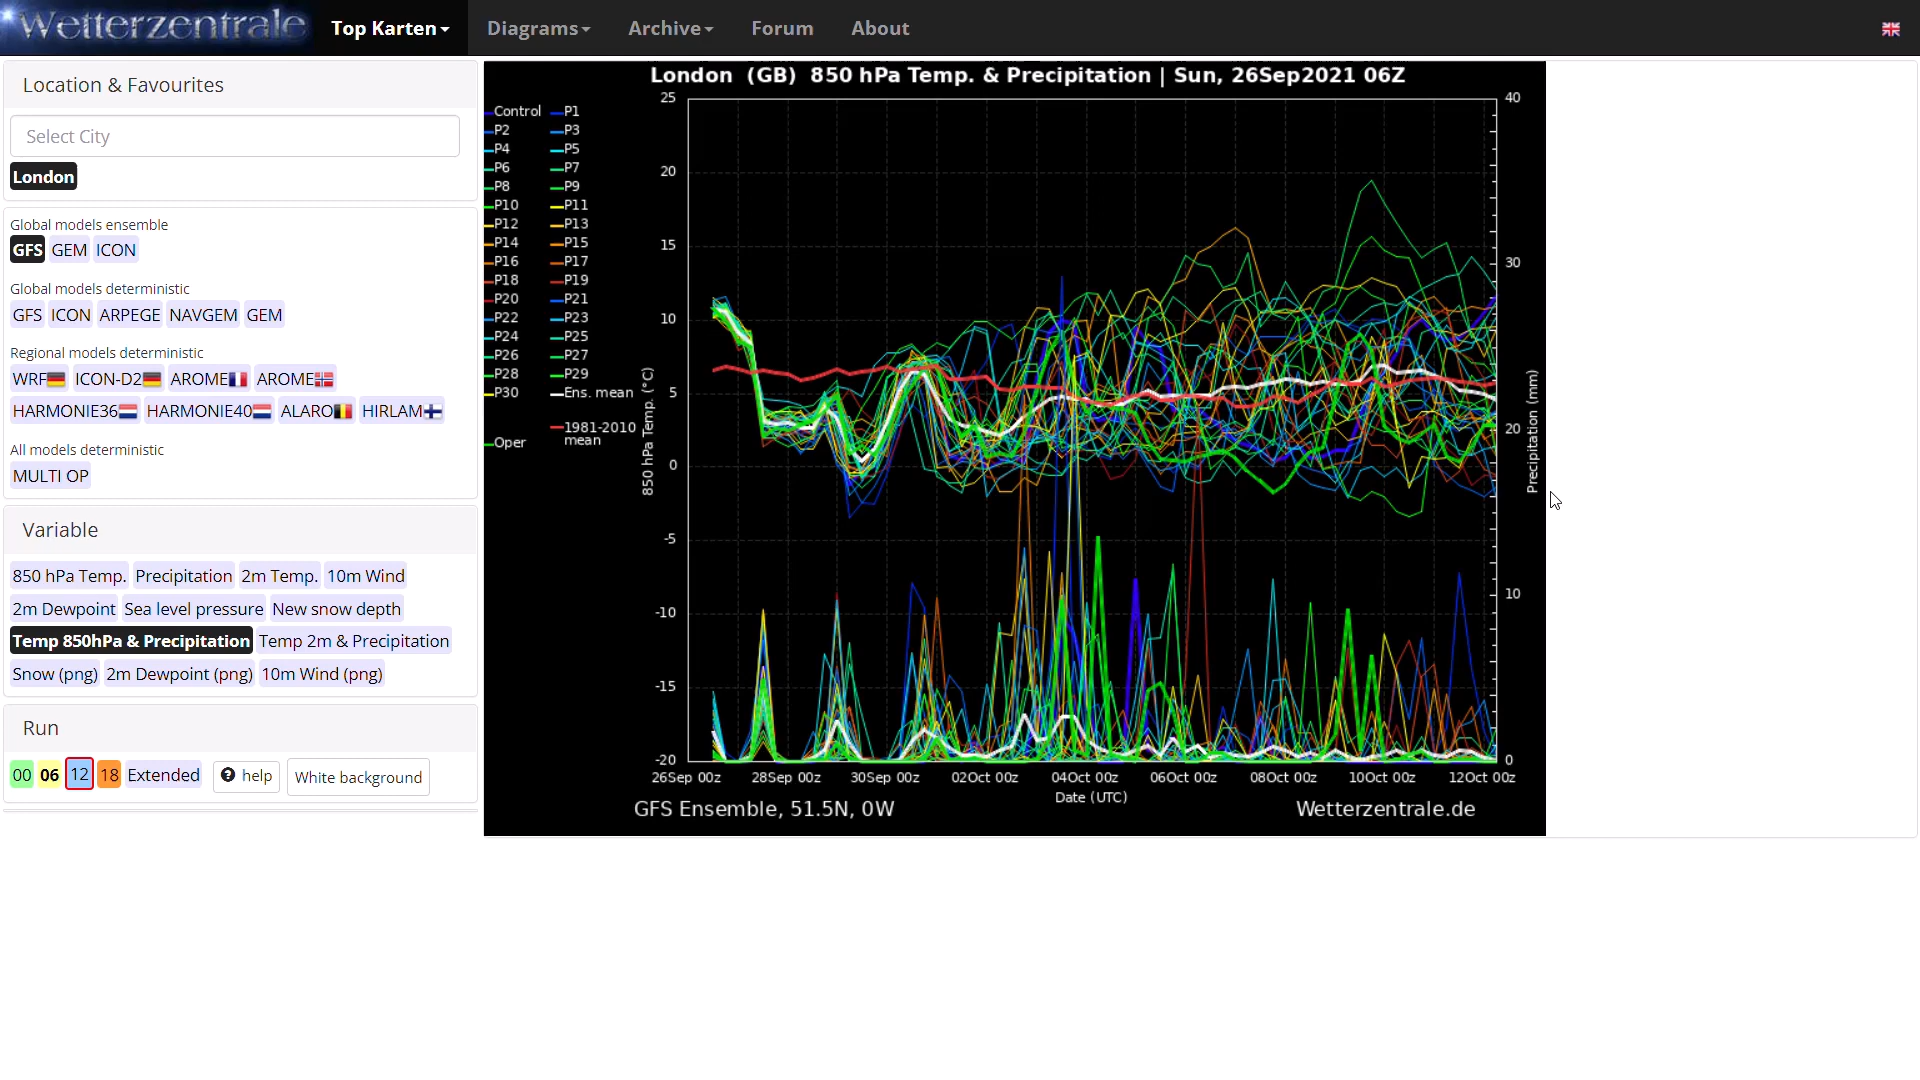 Wetterzentrale Top Karten Diagrams Archive Forum About
Location & Favourites
Select City
London
Global models ensemble
GFS GEM ICON
Global models deterministic
GFS ICON ARPEGE NAVGEM GEM
Regional models deterministic
WRF ICON-D2 AROME AROME
HARMONIE36 HARMONIE40 ALARO HIRLAM
All models deterministic
MULTI OP
Variable
850 hPa Temp. Precipitation 2m Temp. 10m Wind
2m Dewpoint Sea level pressure New snow depth
Temp 850hPa & Precipitation Temp 2m & Precipitation
Snow (png) 2m Dewpoint (png) 10m Wind (png)
Run
00 06 12 18 Extended help White background
London (GB) 850 hPa Temp. & Precipitation | Sun, 26Sep2021 06Z
Control P1
P2 P3
P4 P5
P6 P7
P8 P9
P10 P11
P12 P13
P14 P15
P16 P17
P18 P19
P20 P21
P22 P23
P24 P25
P26 P27
P28 P29
P30 Ens. mean
Oper 1981-2010
mean
850 hPa Temp. (°C)
25
20
15
10
5
0
-5
-10
-15
-20
40
30
20
10
0
Precipitation (mm)
26Sep 00z 28Sep 00z 30Sep 00z 02Oct 00z 04Oct 00z 06Oct 00z 08Oct 00z 10Oct 00z 12Oct 00z
Date (UTC)
GFS Ensemble, 51.5N, 0W Wetterzentrale.de